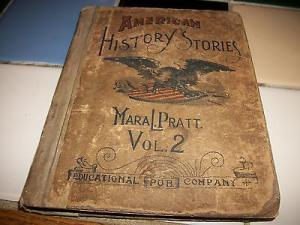 AMERICAN
HISTORY STORIES
MARA L. PRATT.
VOL. 2
EDUCATIONAL PUB. COMPANY